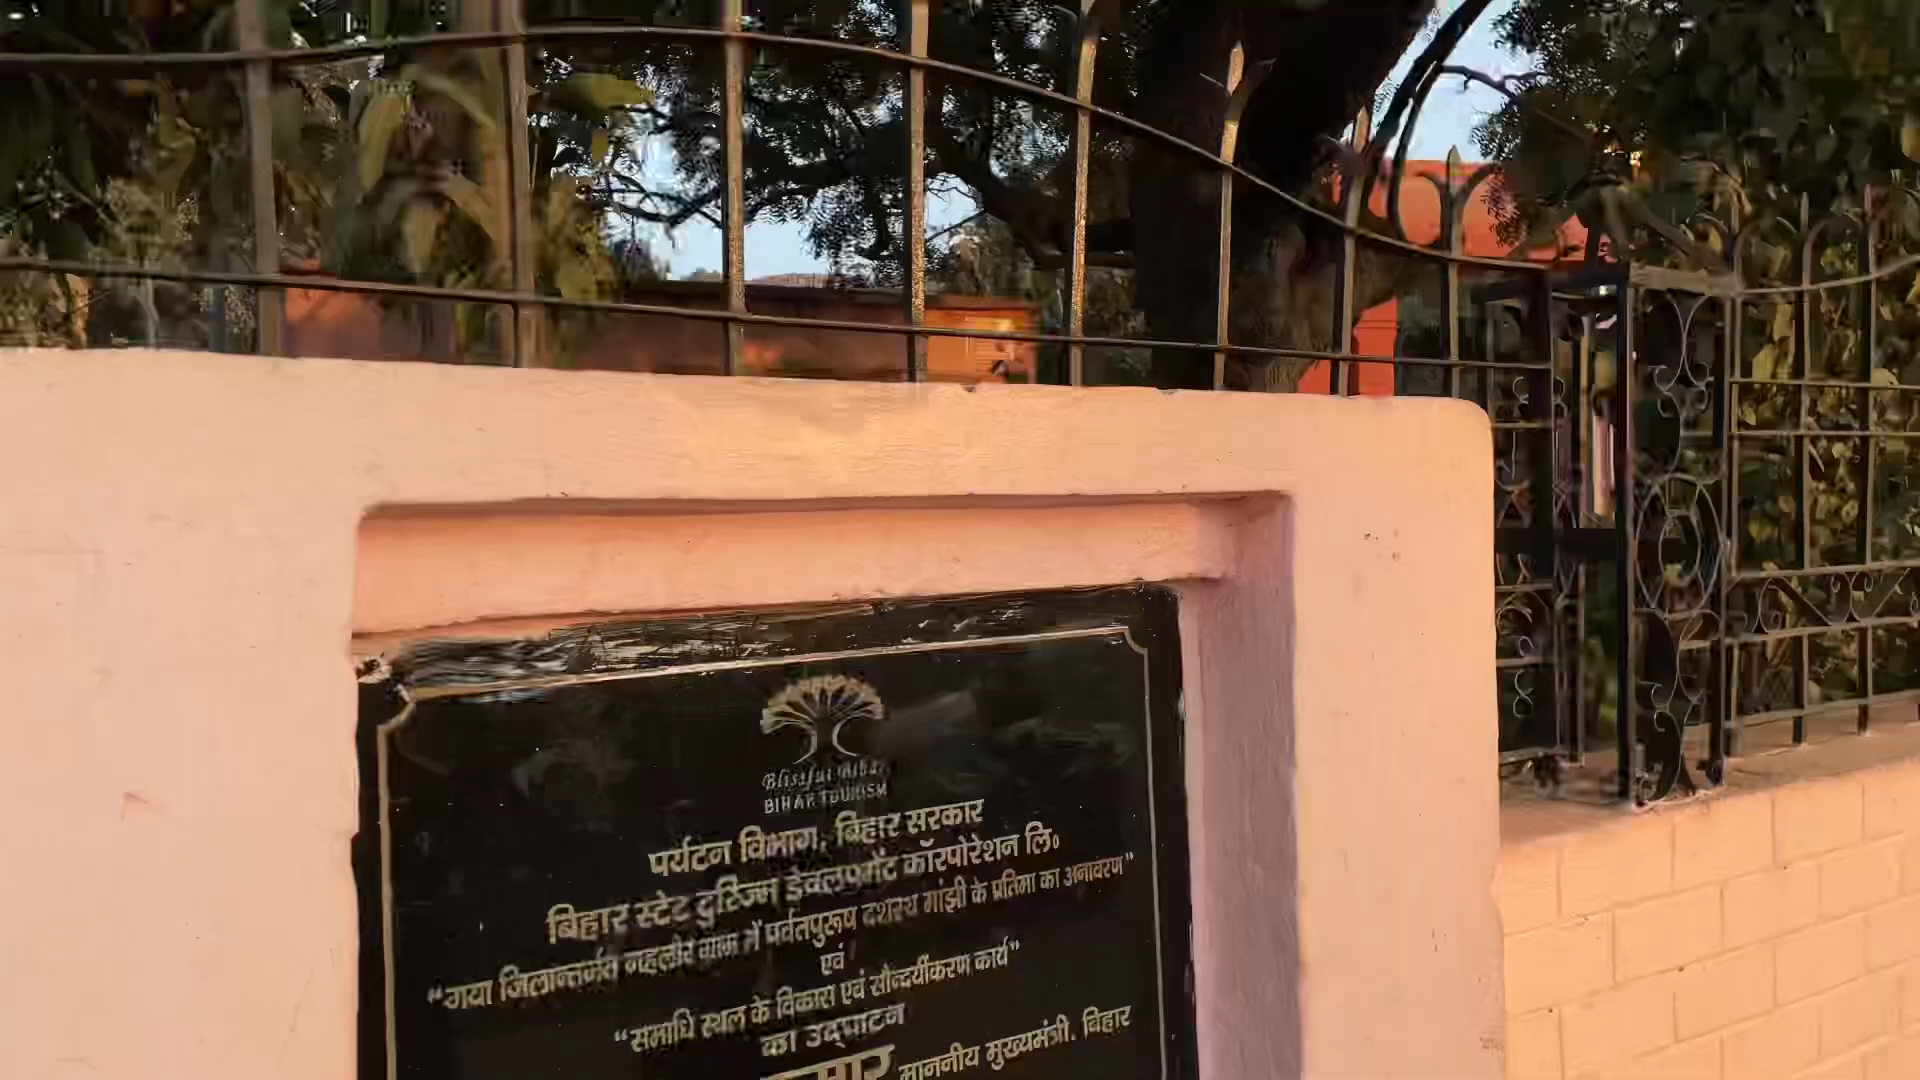 Blissful Bihar
BIHAR TOURISM
पर्यटन विभाग, बिहार सरकार
बिहार स्टेट टुरिज्म डेवलपमेंट कॉरपोरेशन लि०
“गया जिलान्तर्गत गहलौर ग्राम में पर्वतपुरूष दशरथ मांझी के प्रतिमा का अनावरण”
एवं
“समाधि स्थल के विकास एवं सौन्दर्यीकरण कार्य”
का उद्घाटन
माननीय मुख्यमंत्री, बिहार